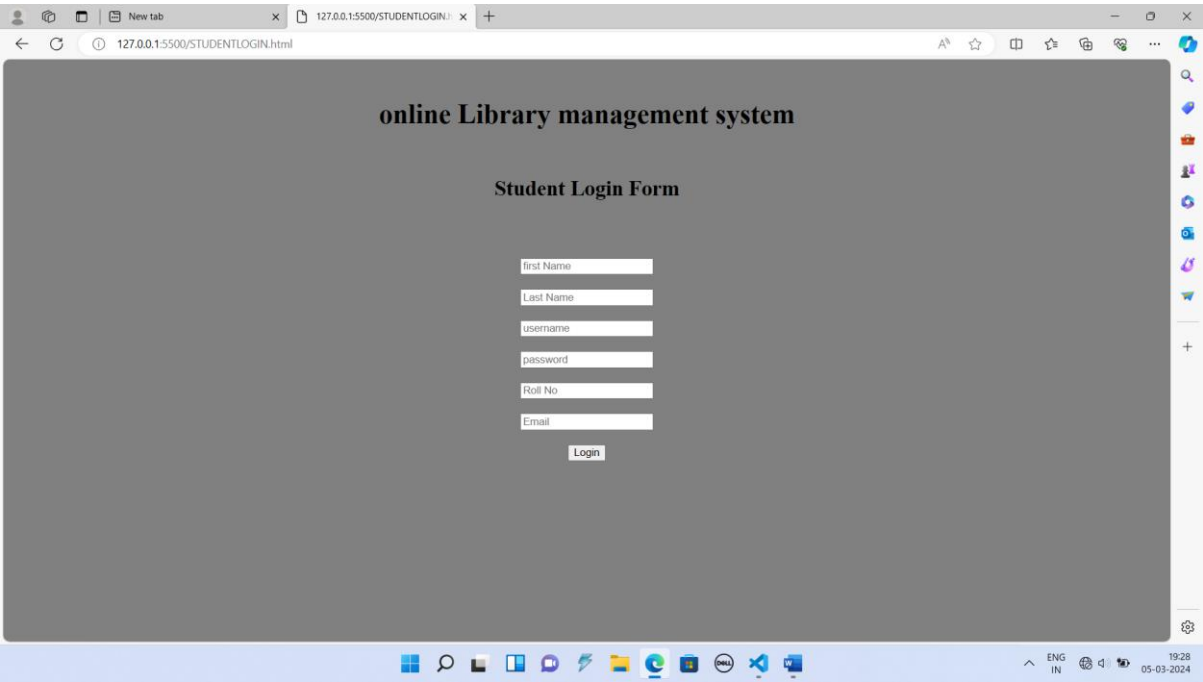 New tab
127.0.0.1:5500/STUDENTLOGIN.h
127.0.0.1:5500/STUDENTLOGIN.html
online Library management system
Student Login Form
first Name
Last Name
username
password
Roll No
Email
Login
DELL
ENG
IN
19:28
05-03-2024